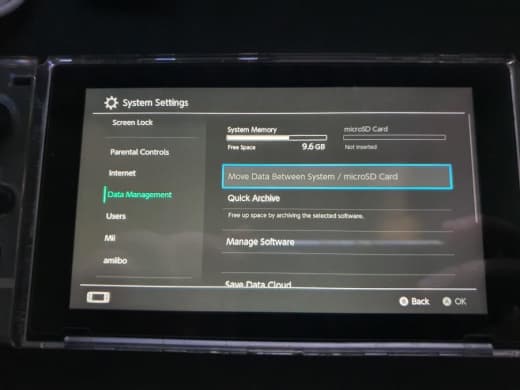 System Settings
Screen Lock
Parental Controls
Internet
Data Management
Users
Mii
amiibo
System Memory
Free Space 9.6 GB
microSD Card
Not inserted
Move Data Between System / microSD Card
Quick Archive
Free up space by archiving the selected software.
Manage Software
Save Data Cloud
B Back
A OK